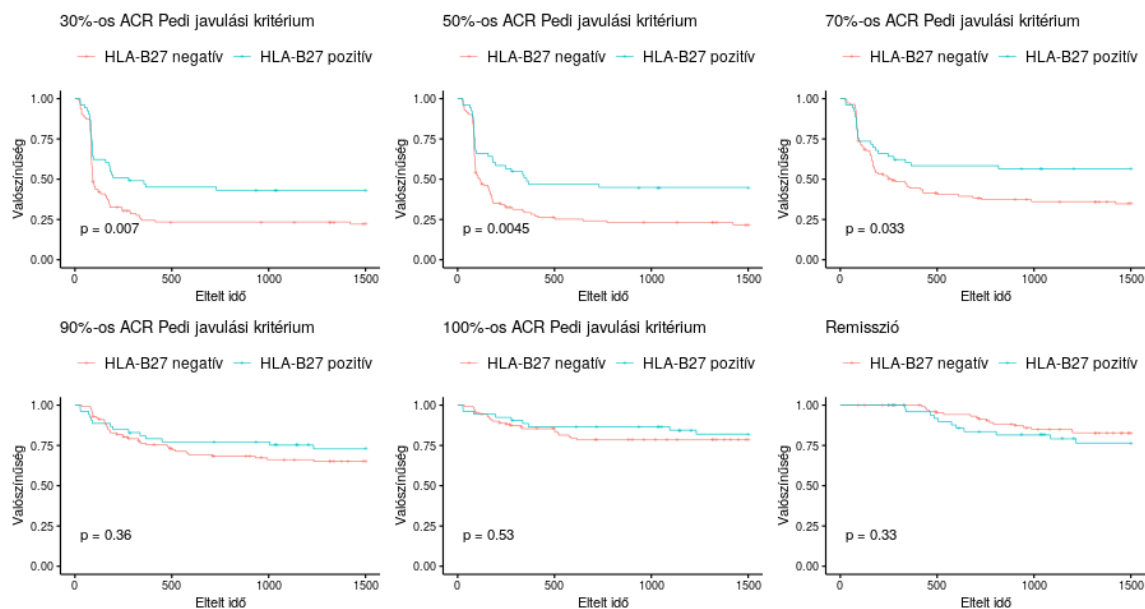 30%-os ACR Pedi javulási kritérium
HLA-B27 negatív HLA-B27 pozitív
1.00
0.75
0.50
0.25
0.00
Valószínűség
p = 0.007
0 500 1000 1500
Eltelt idő
50%-os ACR Pedi javulási kritérium
HLA-B27 negatív HLA-B27 pozitív
1.00
0.75
0.50
0.25
0.00
Valószínűség
p = 0.0045
0 500 1000 1500
Eltelt idő
70%-os ACR Pedi javulási kritérium
HLA-B27 negatív HLA-B27 pozitív
1.00
0.75
0.50
0.25
0.00
Valószínűség
p = 0.033
0 500 1000 1500
Eltelt idő
90%-os ACR Pedi javulási kritérium
HLA-B27 negatív HLA-B27 pozitív
1.00
0.75
0.50
0.25
0.00
Valószínűség
p = 0.36
0 500 1000 1500
Eltelt idő
100%-os ACR Pedi javulási kritérium
HLA-B27 negatív HLA-B27 pozitív
1.00
0.75
0.50
0.25
0.00
Valószínűség
p = 0.53
0 500 1000 1500
Eltelt idő
Remisszió
HLA-B27 negatív HLA-B27 pozitív
1.00
0.75
0.50
0.25
0.00
Valószínűség
p = 0.33
0 500 1000 1500
Eltelt idő